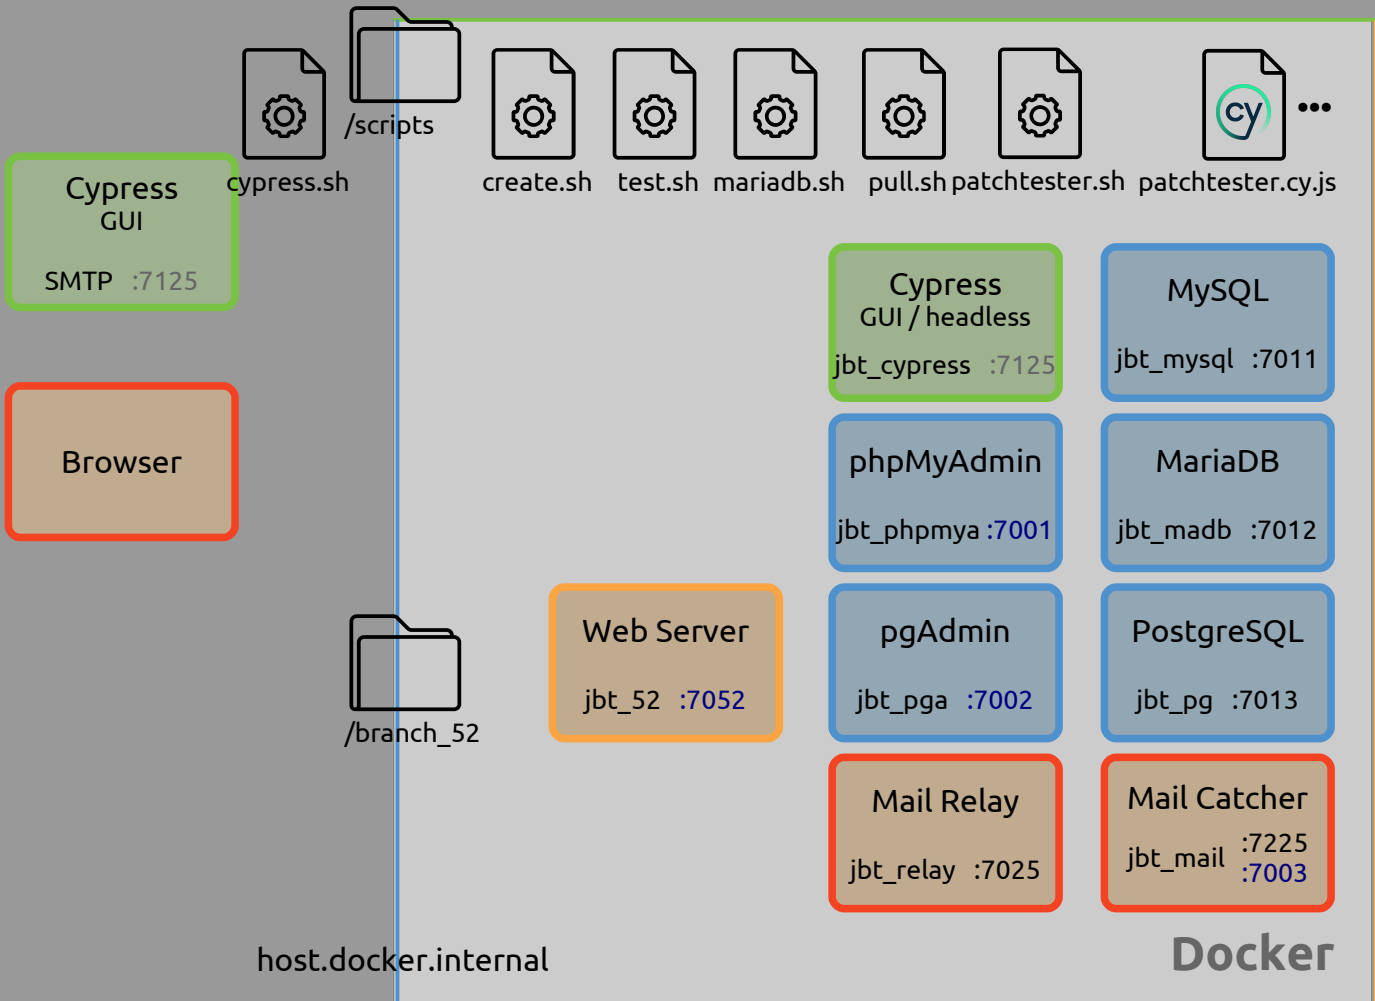 /scripts
cypress.sh
create.sh
test.sh
mariadb.sh
pull.sh
patchtester.sh
cy
...
patchtester.cy.js
Cypress
GUI
SMTP :7125
Browser
Cypress
GUI / headless
jbt_cypress :7125
MySQL
jbt_mysql :7011
phpMyAdmin
jbt_phpmya :7001
MariaDB
jbt_madb :7012
/branch_52
Web Server
jbt_52 :7052
pgAdmin
jbt_pga :7002
PostgreSQL
jbt_pg :7013
Mail Relay
jbt_relay :7025
Mail Catcher
jbt_mail :7225
:7003
host.docker.internal
Docker